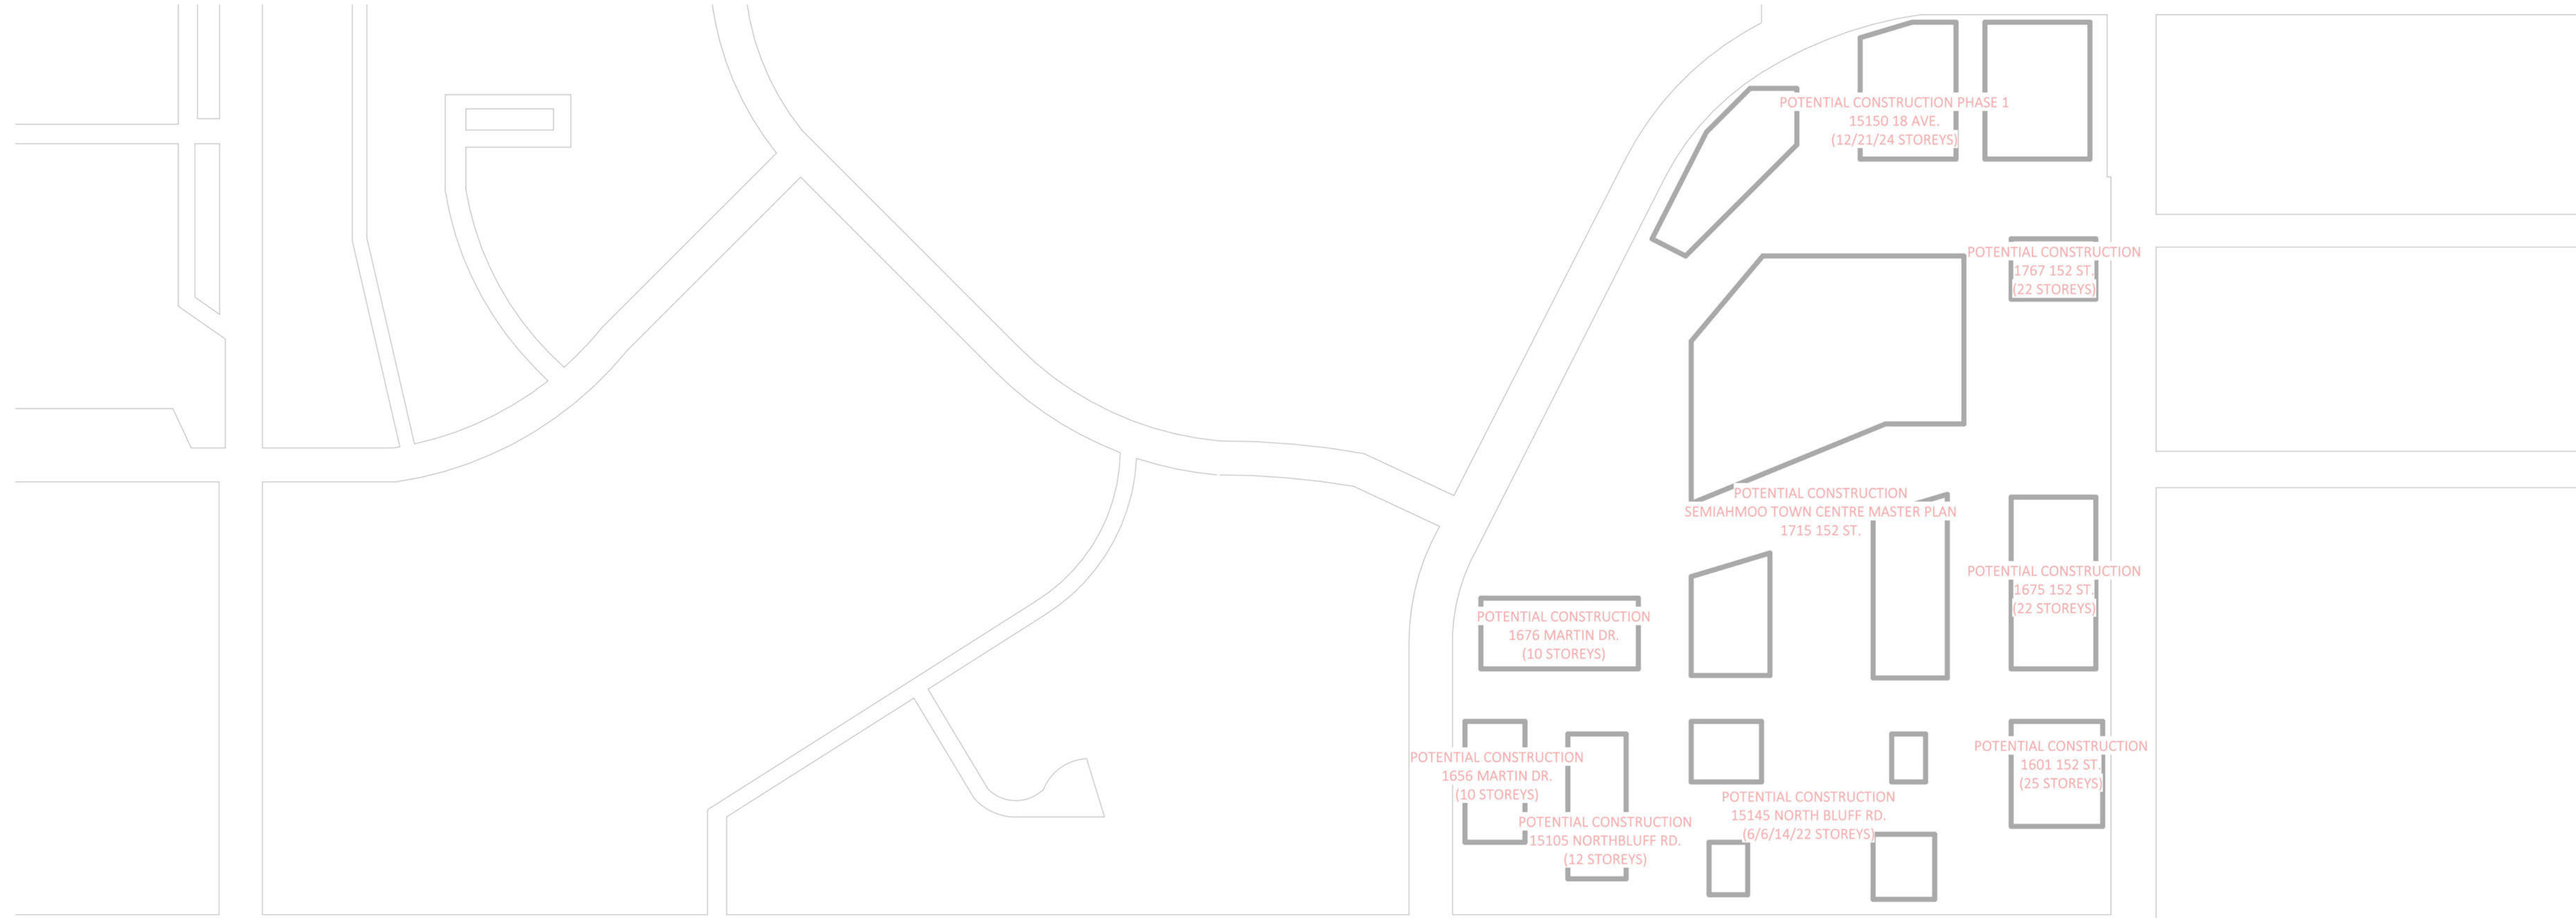 POTENTIAL CONSTRUCTION PHASE 1
15150 18 AVE.
(12/21/24 STOREYS)
POTENTIAL CONSTRUCTION
1767 152 ST.
(22 STOREYS)
POTENTIAL CONSTRUCTION
SEMIAHMOO TOWN CENTRE MASTER PLAN
1715 152 ST.
POTENTIAL CONSTRUCTION
1675 152 ST.
(22 STOREYS)
POTENTIAL CONSTRUCTION
1676 MARTIN DR.
(10 STOREYS)
POTENTIAL CONSTRUCTION
1601 152 ST.
(25 STOREYS)
POTENTIAL CONSTRUCTION
1656 MARTIN DR.
(10 STOREYS)
POTENTIAL CONSTRUCTION
15145 NORTH BLUFF RD.
(6/6/14/22 STOREYS)
POTENTIAL CONSTRUCTION
15105 NORTHBLUFF RD.
(12 STOREYS)